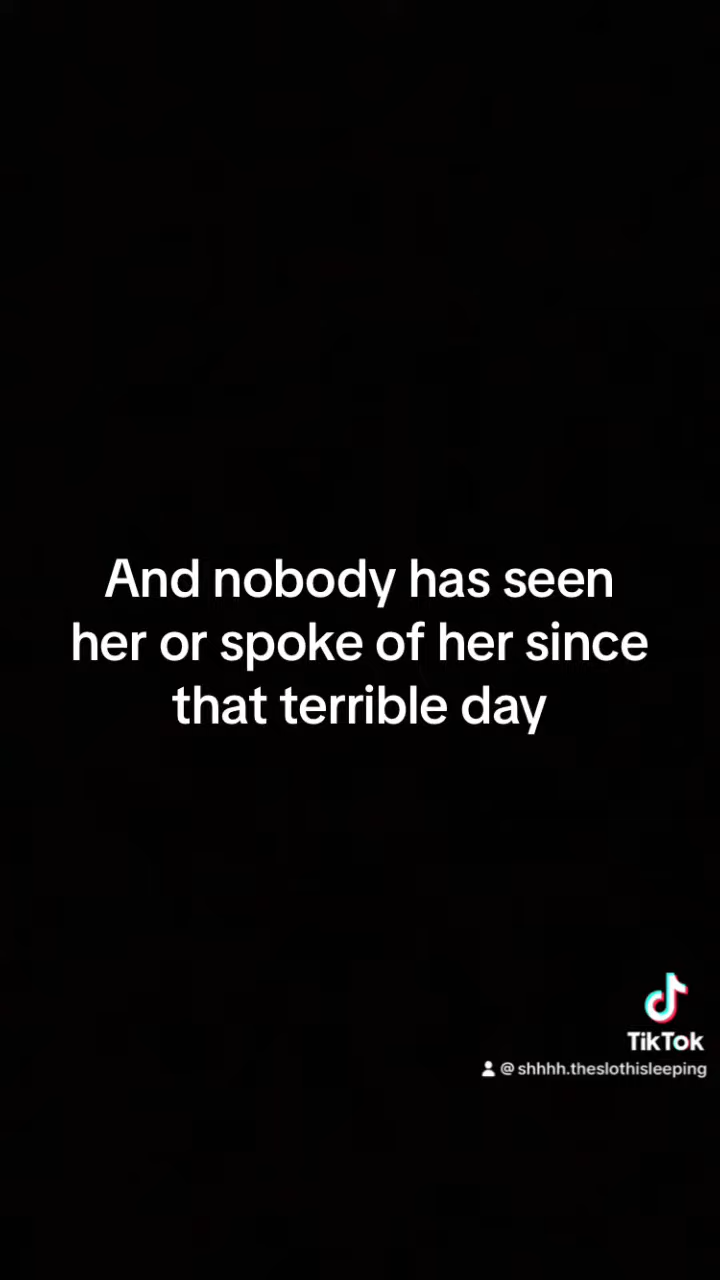 And nobody has seen
her or spoke of her since
that terrible day
TikTok
@ shhhh.theslothisleeping